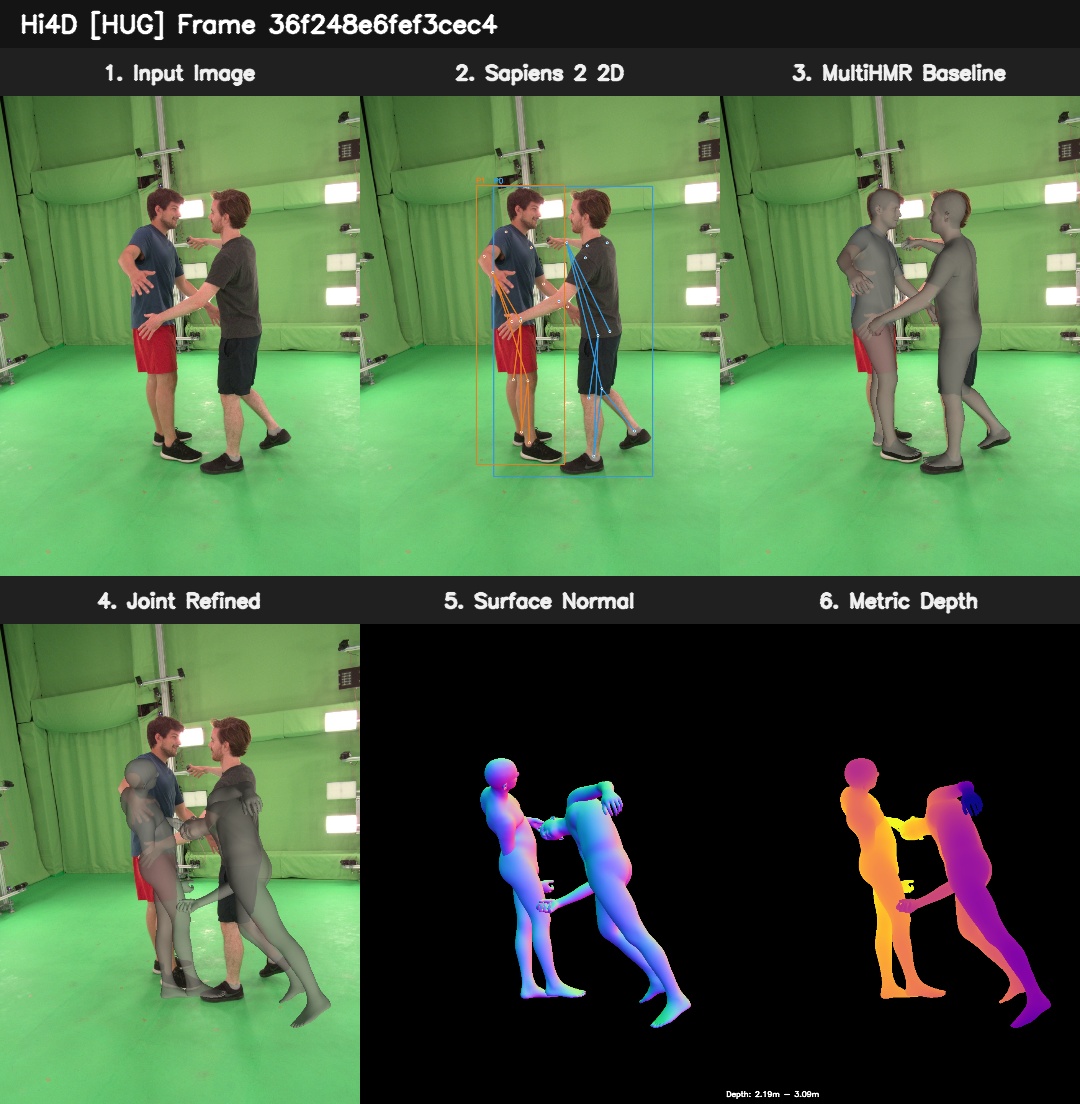 Hi4D [HUG] Frame 36f248e6fef3cec4
1. Input Image
2. Sapiens 2 2D
3. MultiHMR Baseline
4. Joint Refined
5. Surface Normal
6. Metric Depth
Depth: 2.19m — 3.09m